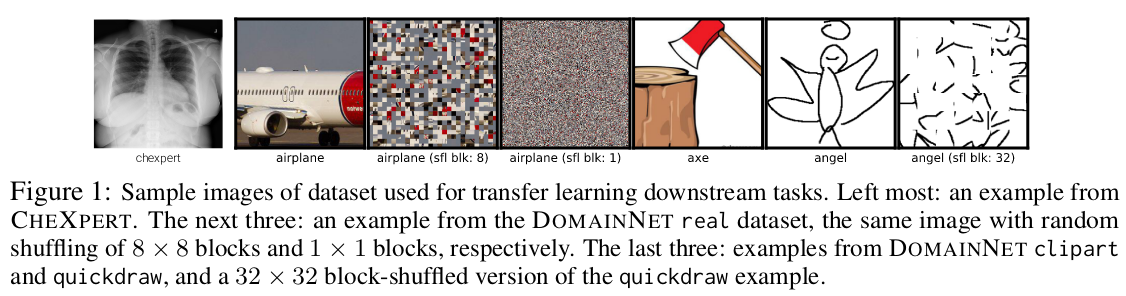 chexpert
airplane
airplane (sfl blk: 8)
airplane (sfl blk: 1)
axe
angel
angel (sfl blk: 32)
Figure 1: Sample images of dataset used for transfer learning downstream tasks. Left most: an example from
CHEXPERT. The next three: an example from the DOMAINNET real dataset, the same image with random
shuffling of 8 × 8 blocks and 1 × 1 blocks, respectively. The last three: examples from DOMAINNET clipart
and quickdraw, and a 32 × 32 block-shuffled version of the quickdraw example.